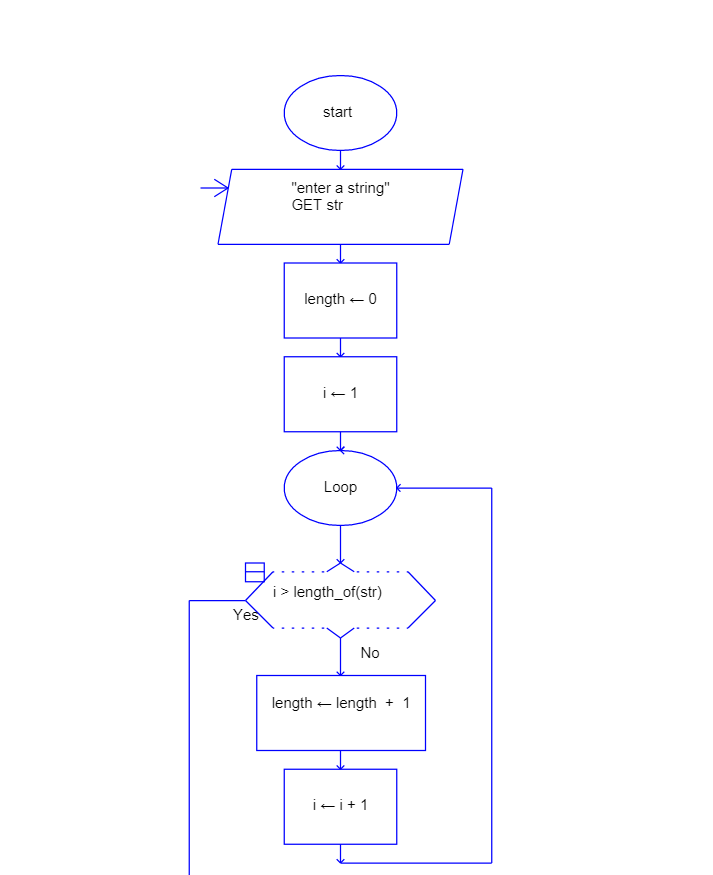 start
"enter a string"
GET str
length ← 0
i ← 1
Loop
i > length_of(str)
Yes
No
length ← length + 1
i ← i + 1